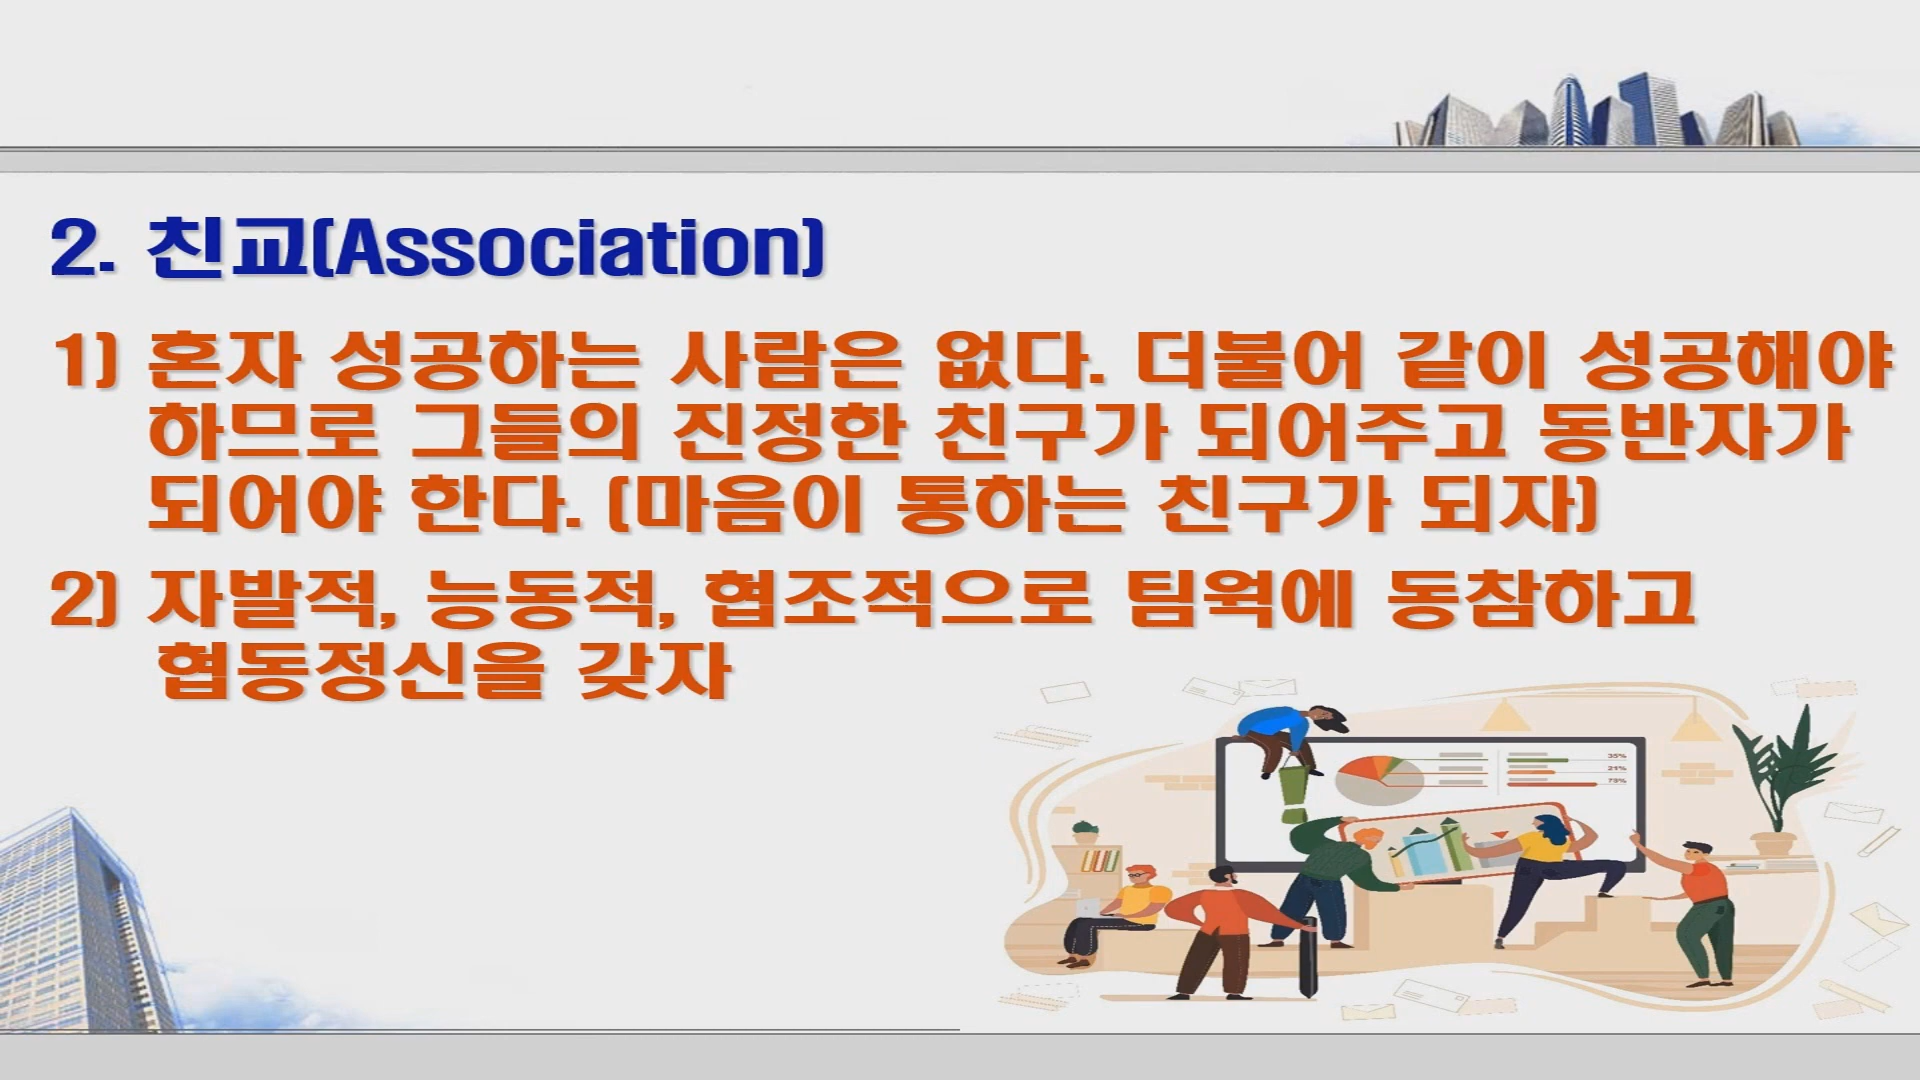 2. 친교(Association)
1) 혼자 성공하는 사람은 없다. 더불어 같이 성공해야
하므로 그들의 진정한 친구가 되어주고 동반자가
되어야 한다. (마음이 통하는 친구가 되자)
2) 자발적, 능동적, 협조적으로 팀웍에 동참하고
협동정신을 갖자
35%
21%
79%